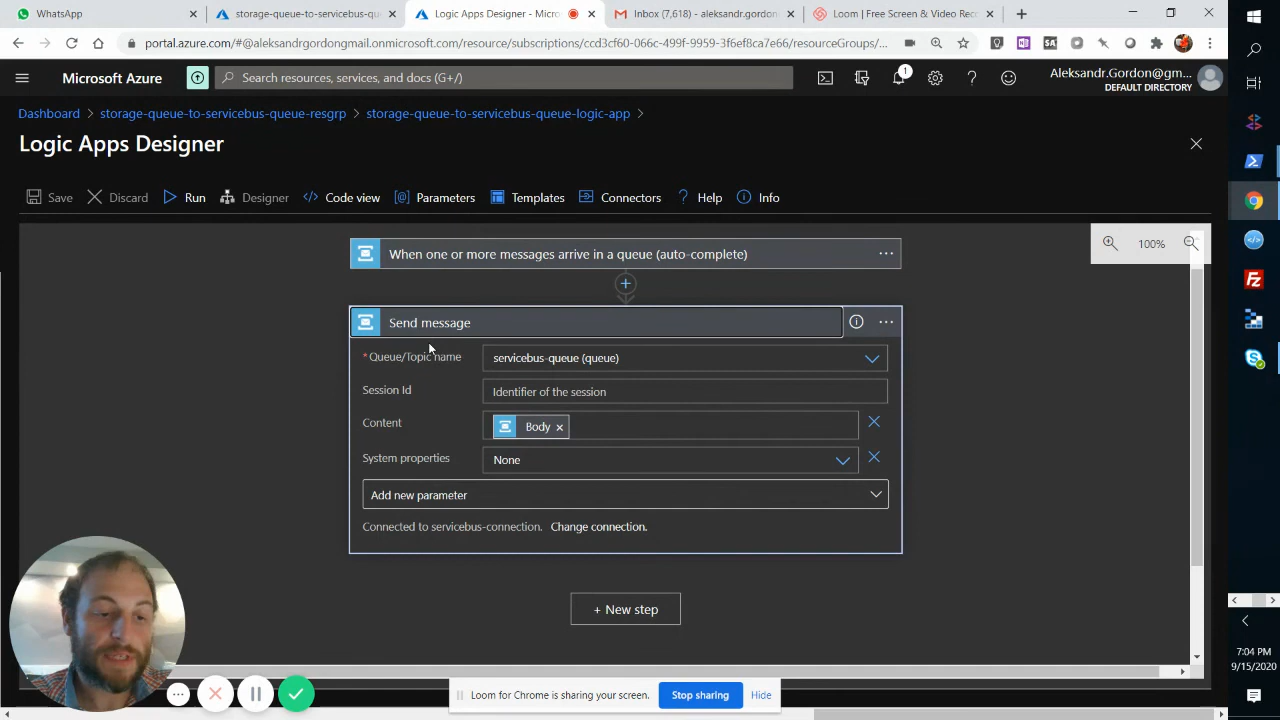 WhatsApp
storage-queue-to-servicebus-qu
Logic Apps Designer - Micro
Inbox (7,618) - aleksandr.gordon
Loom | Free Screen & Video Rec
portal.azure.com/#@aleksandrgordongmail.onmicrosoft.com/resource/subscriptions/ccd3cf60-066c-499f-9959-3f6ef8ca7e66/resourceGroups/...
Microsoft Azure
Search resources, services, and docs (G+/)
1
Aleksandr.Gordon@gm...
DEFAULT DIRECTORY
Dashboard > storage-queue-to-servicebus-queue-resgrp > storage-queue-to-servicebus-queue-logic-app >
Logic Apps Designer
Save Discard Run Designer Code view Parameters Templates Connectors ? Help Info
When one or more messages arrive in a queue (auto-complete) ...
100%
Send message
* Queue/Topic name servicebus-queue (queue)
Session Id Identifier of the session
Content Body ×
System properties None
Add new parameter
Connected to servicebus-connection. Change connection.
+ New step
Loom for Chrome is sharing your screen. Stop sharing Hide
7:04 PM
9/15/2020